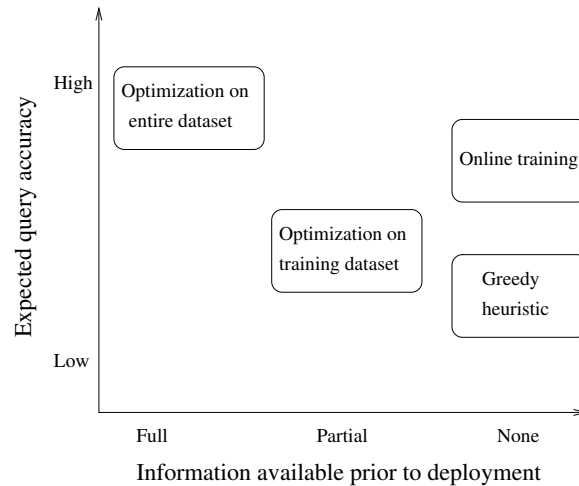 Expected query accuracy
High
Low
Optimization on
entire dataset
Online training
Optimization on
training dataset
Greedy
heuristic
Full
Partial
None
Information available prior to deployment